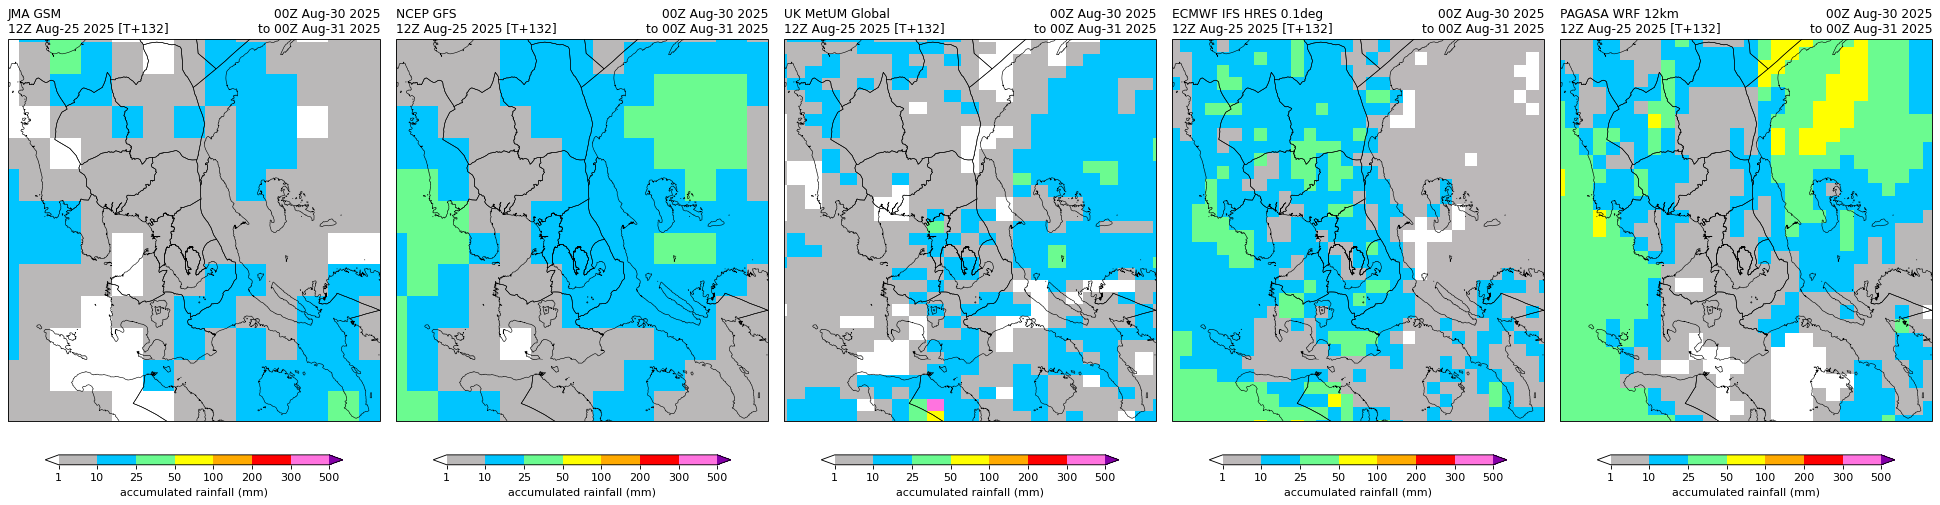 JMA GSM 00Z Aug-30 2025
12Z Aug-25 2025 [T+132] to 00Z Aug-31 2025
NCEP GFS 00Z Aug-30 2025
12Z Aug-25 2025 [T+132] to 00Z Aug-31 2025
UK MetUM Global 00Z Aug-30 2025
12Z Aug-25 2025 [T+132] to 00Z Aug-31 2025
ECMWF IFS HRES 0.1deg 00Z Aug-30 2025
12Z Aug-25 2025 [T+132] to 00Z Aug-31 2025
PAGASA WRF 12km 00Z Aug-30 2025
12Z Aug-25 2025 [T+132] to 00Z Aug-31 2025
1 10 25 50 100 200 300 500
accumulated rainfall (mm)
1 10 25 50 100 200 300 500
accumulated rainfall (mm)
1 10 25 50 100 200 300 500
accumulated rainfall (mm)
1 10 25 50 100 200 300 500
accumulated rainfall (mm)
1 10 25 50 100 200 300 500
accumulated rainfall (mm)